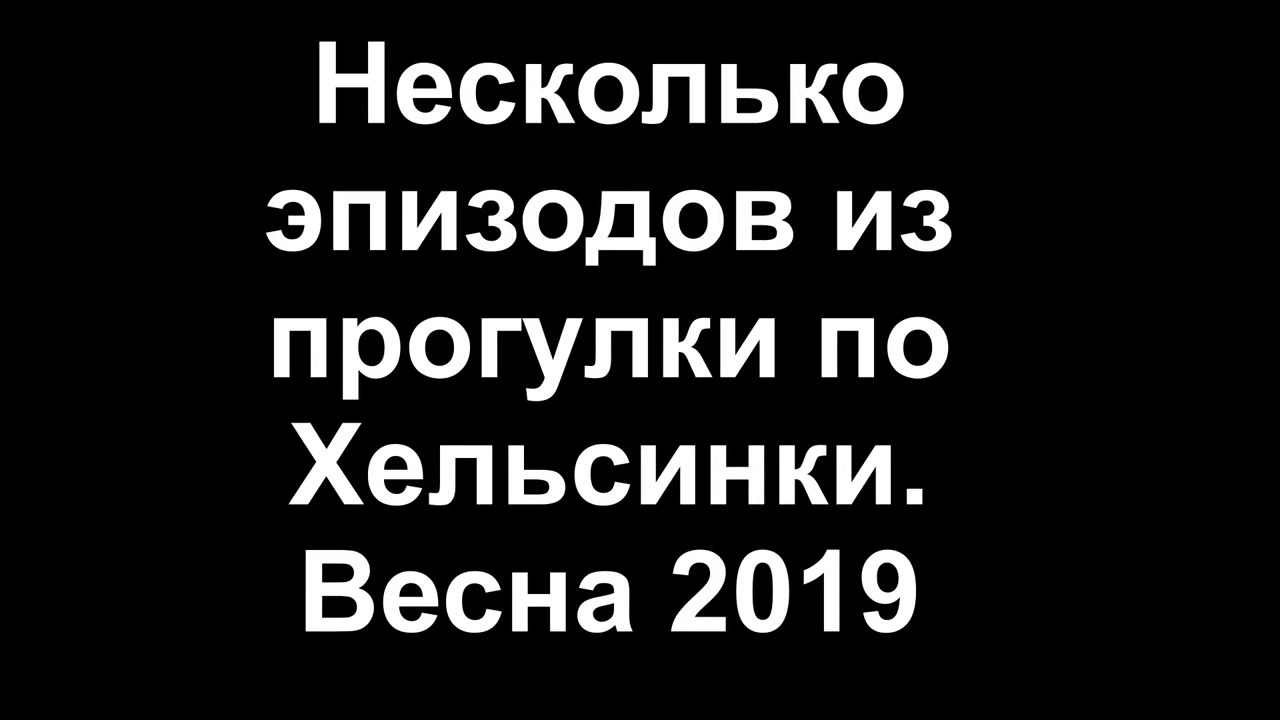 Несколько
эпизодов из
прогулки по
Хельсинки.
Весна 2019